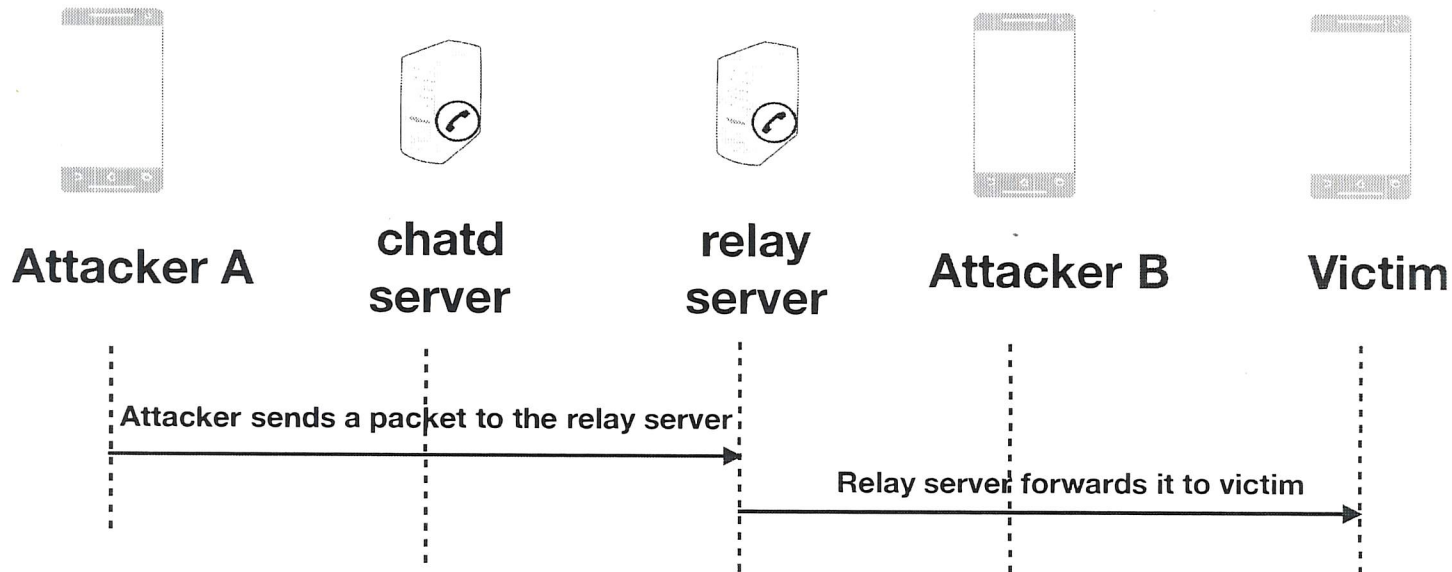 Attacker A
chatd
server
relay
server
Attacker B
Victim
Attacker sends a packet to the relay server
Relay server forwards it to victim